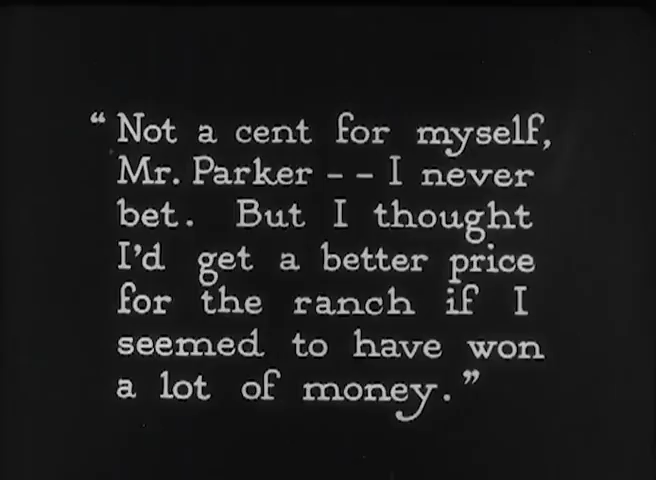 “Not a cent for myself,
Mr. Parker -- I never
bet. But I thought
I'd get a better price
for the ranch if I
seemed to have won
a lot of money.”